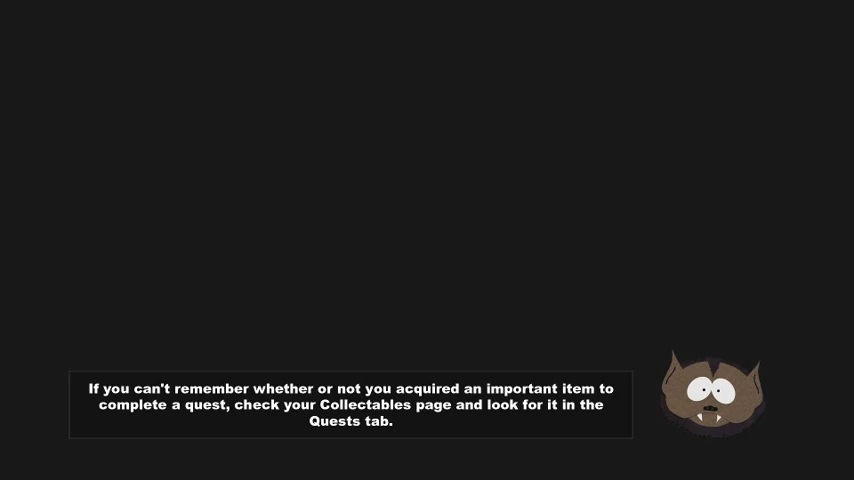 If you can't remember whether or not you acquired an important item to
complete a quest, check your Collectables page and look for it in the
Quests tab.